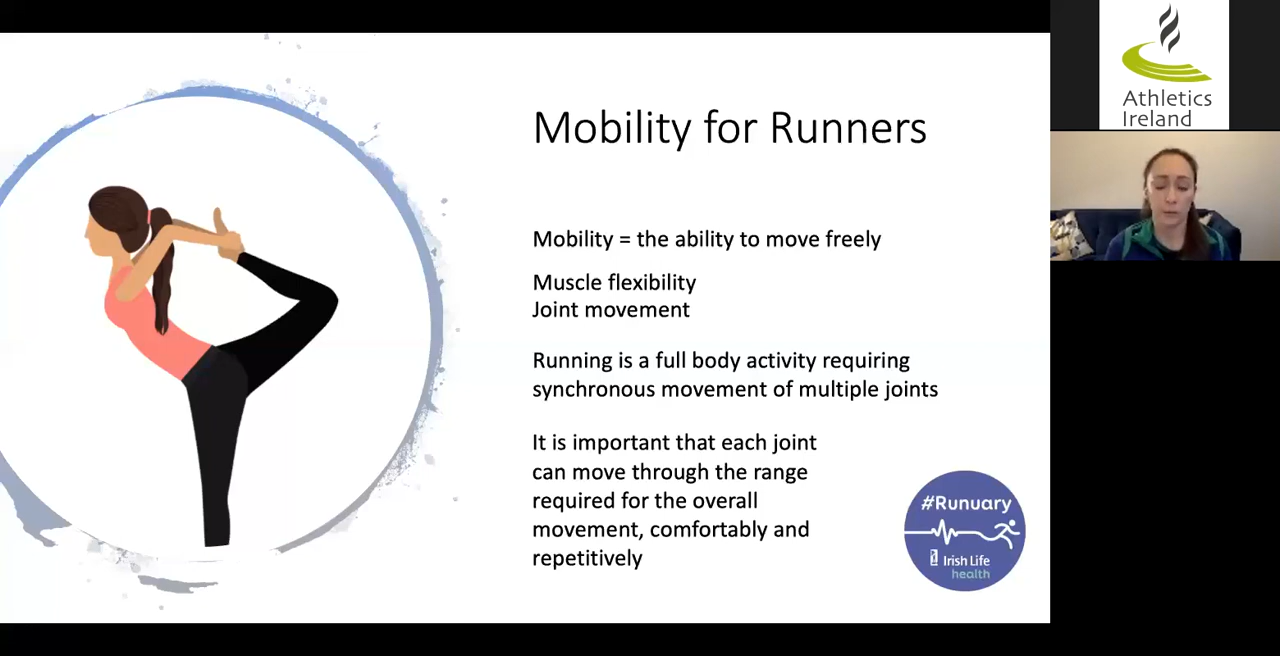 Mobility for Runners
Mobility = the ability to move freely
Muscle flexibility
Joint movement
Running is a full body activity requiring
synchronous movement of multiple joints
It is important that each joint
can move through the range
required for the overall
movement, comfortably and
repetitively
#Runuary
Irish Life
health
Athletics
Ireland